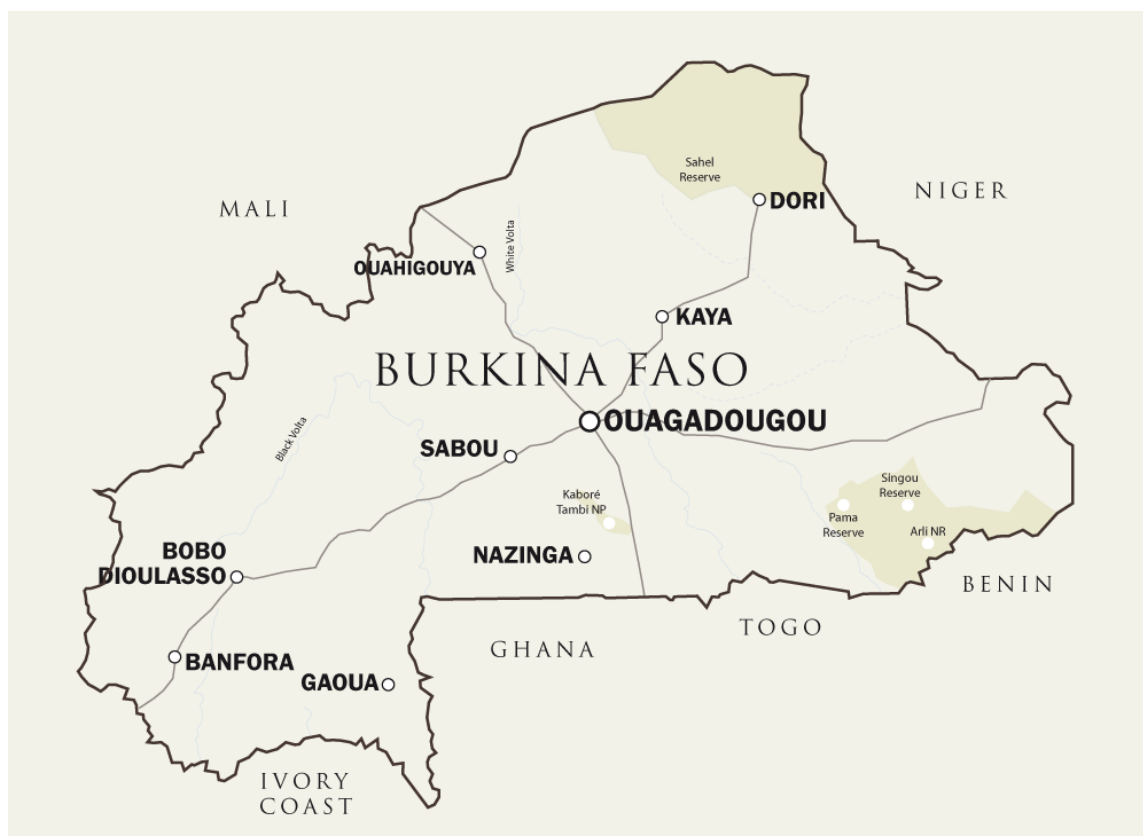 Sahel
Reserve
DORI
NIGER
MALI
White Volta
OUAHIGOUYA
KAYA
BURKINA FASO
OUAGADOUGOU
SABOU
Black Volta
Kaboré
Tambi NP
Singou
Reserve
Pama
Reserve
Arli NR
BOBO
DIOULASSO
NAZINGA
BENIN
TOGO
GHANA
BANFORA
GAOUA
IVORY
COAST